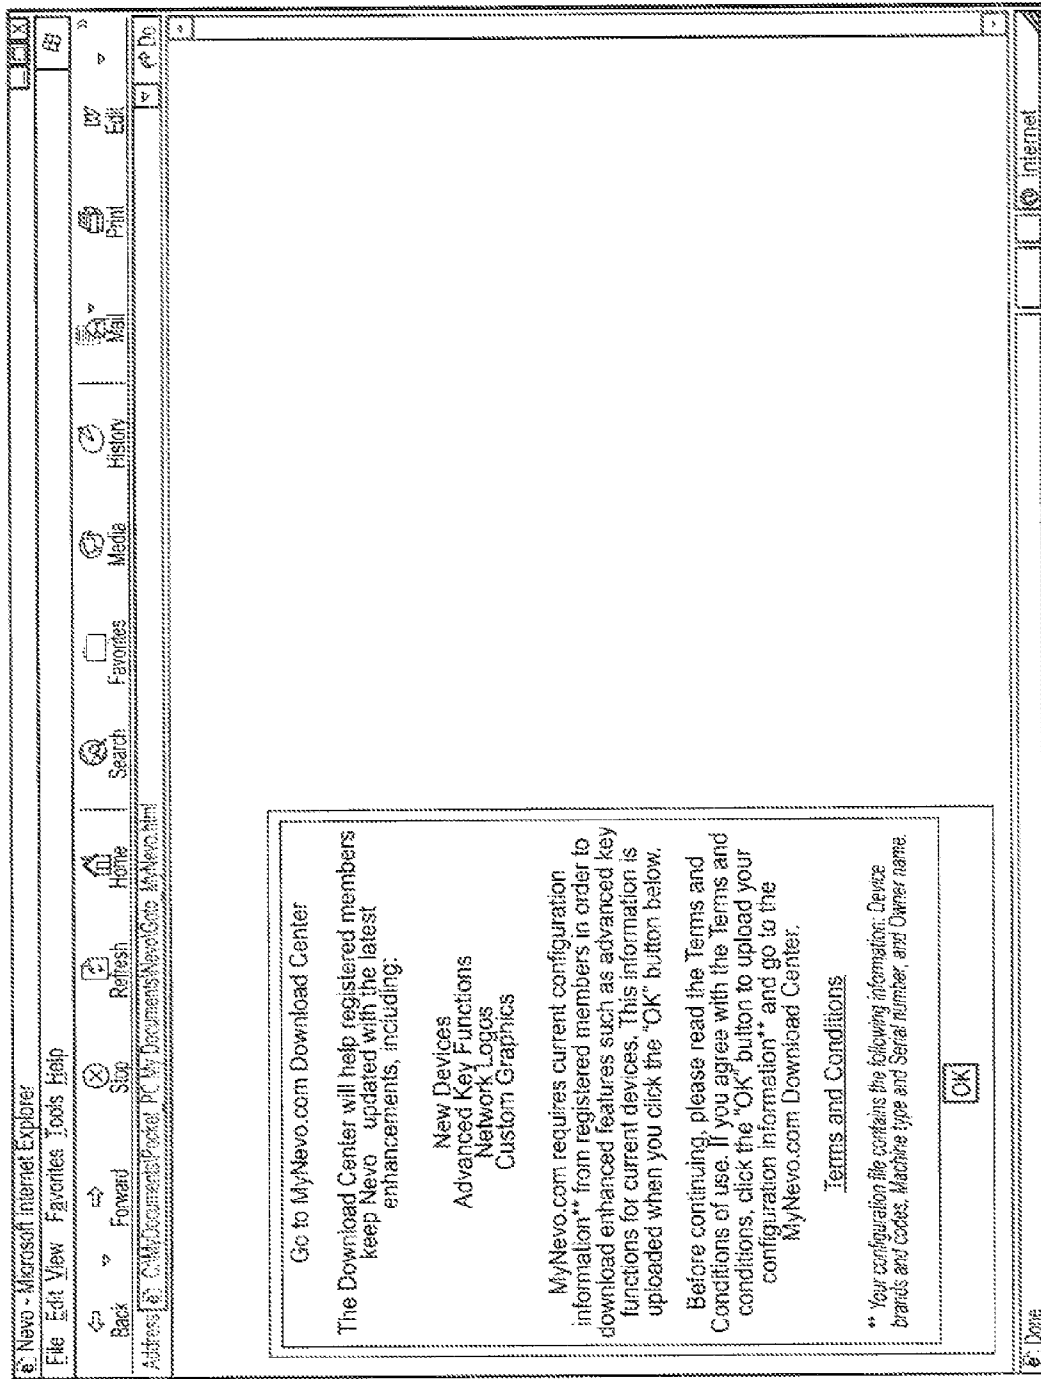 Nevo - Microsoft Internet Explorer
File Edit View Favorites Tools Help
Back Forward Stop Refresh Home Search Favorites Media History Mail Print Edit
Address C:\MyDocuments\Pocket_PC My Documents\Nevo\Goto_MyNevo.html
Go to MyNevo.com Download Center
The Download Center will help registered members
keep Nevo updated with the latest
enhancements, including:
New Devices
Advanced Key Functions
Network Logos
Custom Graphics
MyNevo.com requires current configuration
information** from registered members in order to
download enhanced features such as advanced key
functions for current devices. This information is
uploaded when you click the "OK" button below.
Before continuing, please read the Terms and
Conditions of use. If you agree with the Terms and
conditions, click the "OK" button to upload your
configuration information** and go to the
MyNevo.com Download Center.
Terms and Conditions
** Your configuration file contains the following information: Device
brands and codes, Machine type and Serial number, and Owner name.
OK
Done
Internet